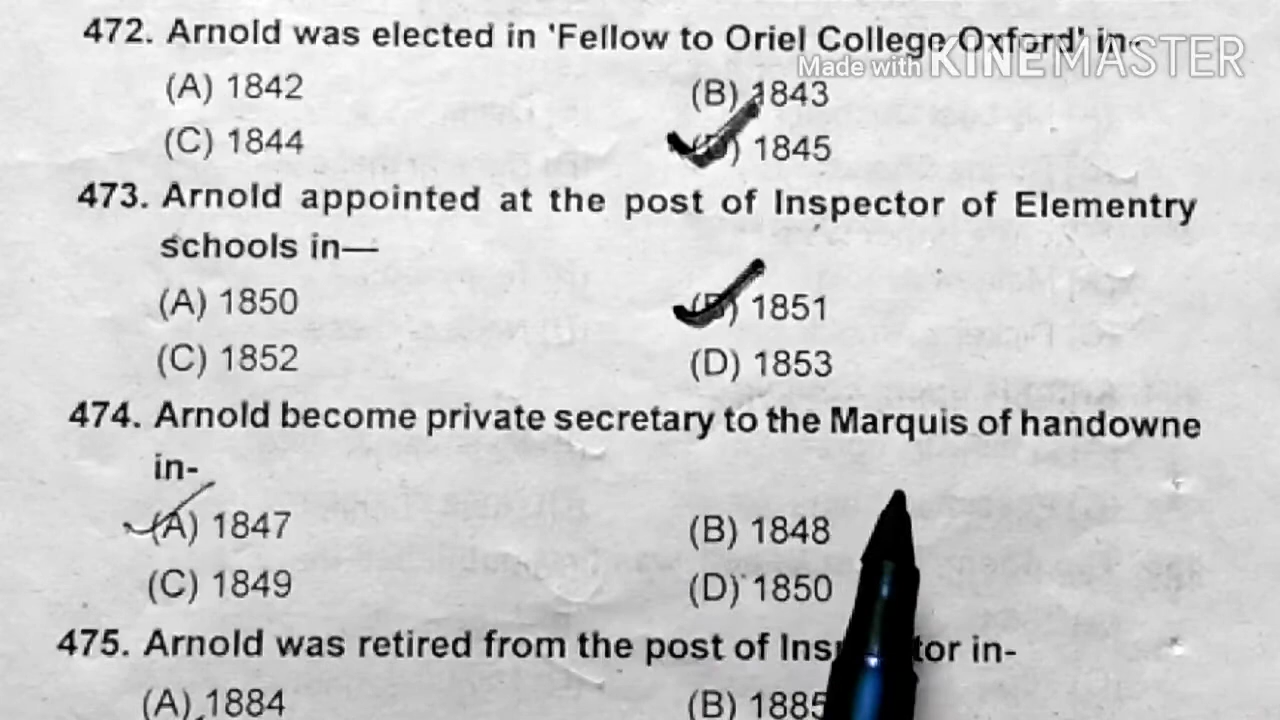 472. Arnold was elected in 'Fellow to Oriel College Oxford' in-
Made with KINEMASTER
(A) 1842 (B) 1843
(C) 1844 (D) 1845
473. Arnold appointed at the post of Inspector of Elementry
schools in—
(A) 1850 (B) 1851
(C) 1852 (D) 1853
474. Arnold become private secretary to the Marquis of handowne
in-
(A) 1847 (B) 1848
(C) 1849 (D) 1850
475. Arnold was retired from the post of in-
(A) 1884 (B) 1885